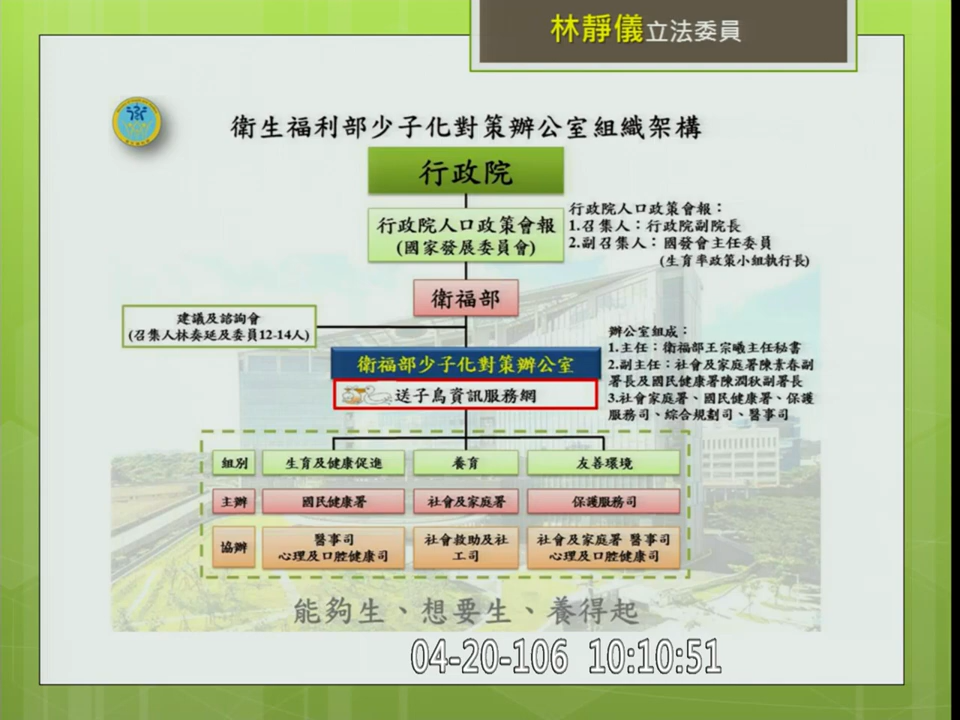 林靜儀立法委員
衛生福利部少子化對策辦公室組織架構
行政院
行政院人口政策會報
(國家發展委員會)
行政院人口政策會報：
1.召集人：行政院副院長
2.副召集人：國發會主任委員
(生育率政策小組執行長)
衛福部
建議及諮詢會
(召集人林奏延及委員12-14人)
衛福部少子化對策辦公室
送子鳥資訊服務網
辦公室組成：
1.主任：衛福部王宗曦主任秘書
2.副主任：社會及家庭署陳素春副
署長及國民健康署陳潤秋副署長
3.社會家庭署、國民健康署、保護
服務司、綜合規劃司、醫事司
組別 生育及健康促進 養育 友善環境
主辦 國民健康署 社會及家庭署 保護服務司
協辦 醫事司 心理及口腔健康司 社會救助及社工司 社會及家庭署 醫事司 心理及口腔健康司
能夠生、想要生、養得起
04-20-106 10:10:51